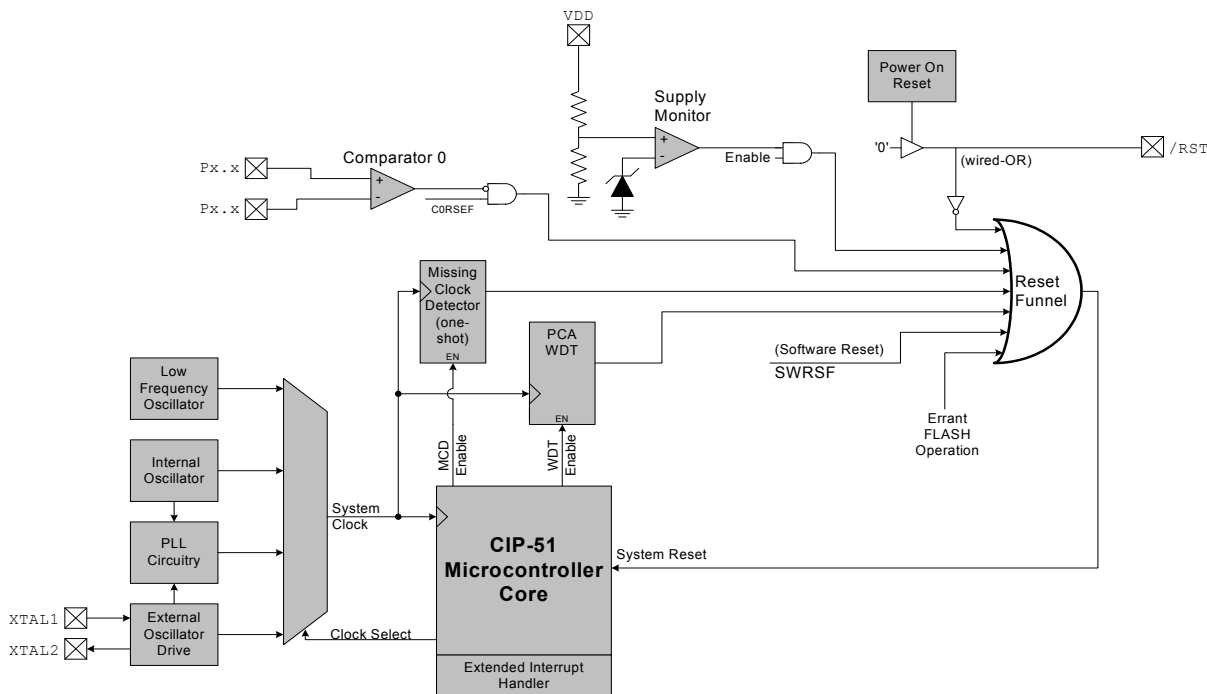 VDD
Power On
Reset
Supply
Monitor
+
-
Enable
'0'
(wired-OR)
/RST
Px.x
Px.x
Comparator 0
+
-
C0RSEF
Missing
Clock
Detector
(one-
shot)
EN
PCA
WDT
EN
Reset
Funnel
(Software Reset)
SWRSF
Errant
FLASH
Operation
Low
Frequency
Oscillator
Internal
Oscillator
PLL
Circuitry
XTAL1
XTAL2
External
Oscillator
Drive
System
Clock
MCD
Enable
WDT
Enable
CIP-51
Microcontroller
Core
System Reset
Clock Select
Extended Interrupt
Handler